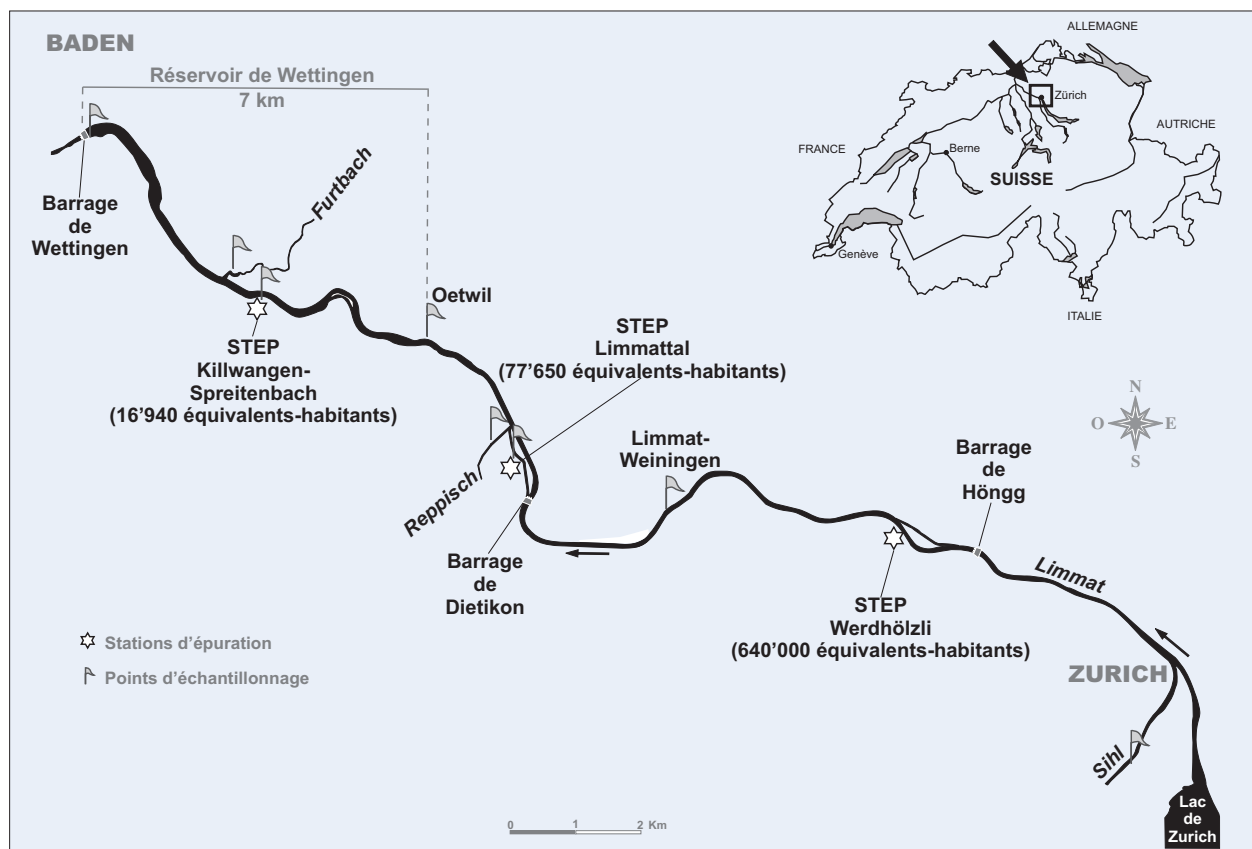 BADEN
Réservoir de Wettingen
7 km
Barrage
de
Wettingen
Furtbach
Oetwil
STEP
Killwangen-
Spreitenbach
(16’940 équivalents-habitants)
STEP
Limmattal
(77’650 équivalents-habitants)
Reppisch
Limmat-
Weiningen
Barrage
de
Dietikon
Barrage
de
Höngg
STEP
Werdhölzli
(640’000 équivalents-habitants)
Limmat
ZURICH
Sihl
Lac
de
Zurich
Stations d’épuration
Points d’échantillonnage
0 1 2 Km
N
O E
S
ALLEMAGNE
Zürich
AUTRICHE
FRANCE
Berne
SUISSE
Genève
ITALIE